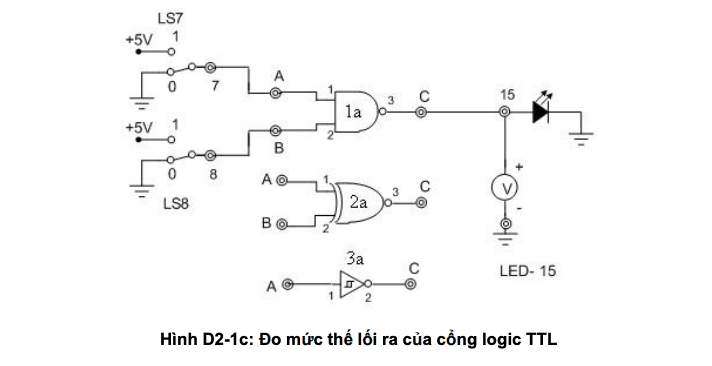 LS7
+5V 1
0 7
A
1
1a
3
C
15
2
B
+5V 1
0 8
LS8
+
V
-
A
1
2a
3
C
B
2
3a
A
1
2
C
LED- 15
Hình D2-1c: Đo mức thế lối ra của cổng logic TTL